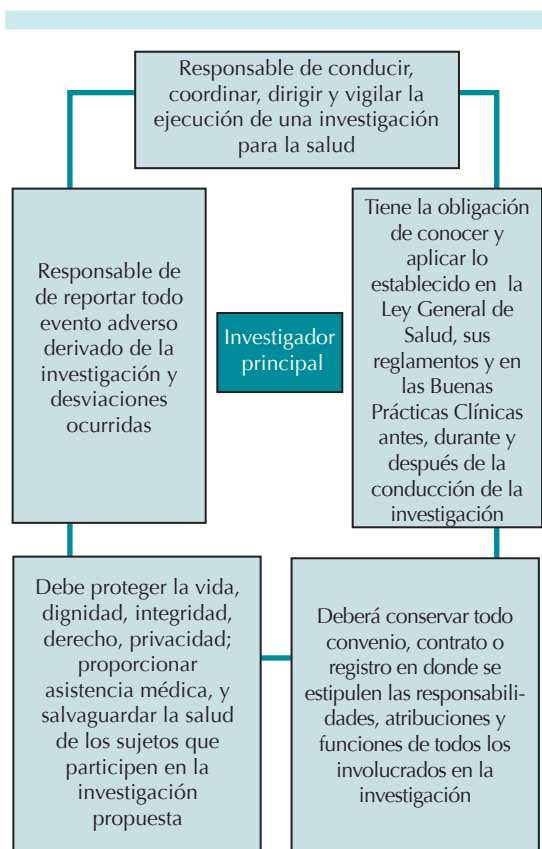 Responsable de conducir,
coordinar, dirigir y vigilar la
ejecución de una investigación
para la salud
Responsable de
de reportar todo
evento adverso
derivado de la
investigación y
desviaciones
ocurridas
Investigador
principal
Tiene la obligación
de conocer y
aplicar lo
establecido en la
Ley General de
Salud, sus
reglamentos y en
las Buenas
Prácticas Clínicas
antes, durante y
después de la
conducción de la
investigación
Debe proteger la vida,
dignidad, integridad,
derecho, privacidad;
proporcionar
asistencia médica, y
salvaguardar la salud
de los sujetos que
participen en la
investigación
propuesta
Deberá conservar todo
convenio, contrato o
registro en donde se
estipulen las responsabili-
dades, atribuciones y
funciones de todos los
involucrados en la
investigación